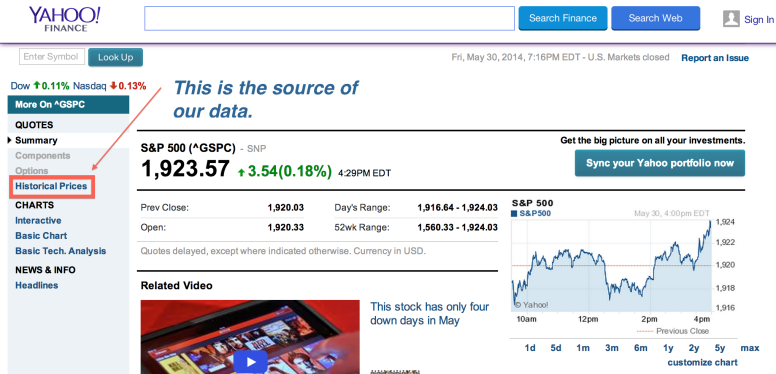 YAHOO!
FINANCE
Search Finance
Search Web
Sign In
Enter Symbol
Look Up
Fri, May 30, 2014, 7:16PM EDT - U.S. Markets closed
Report an Issue
Dow 0.11% Nasdaq 0.13%
This is the source of
our data.
More On ^GSPC
QUOTES
Summary
Components
Options
Historical Prices
CHARTS
Interactive
Basic Chart
Basic Tech. Analysis
NEWS & INFO
Headlines
S&P 500 (^GSPC) - SNP
1,923.57 3.54(0.18%) 4:29PM EDT
Get the big picture on all your investments.
Sync your Yahoo portfolio now
Prev Close: 1,920.03 Day's Range: 1,916.64 - 1,924.03
Open: 1,920.33 52wk Range: 1,560.33 - 1,924.03
Quotes delayed, except where indicated otherwise. Currency in USD.
S&P 500
S&P500 May 30, 4:00pm EDT
1,924
1,922
1,920
1,918
1,916
© Yahoo!
10am 12pm 2pm 4pm
Previous Close
1d 5d 1m 3m 6m 1y 2y 5y max
customize chart
Related Video
This stock has only four
down days in May